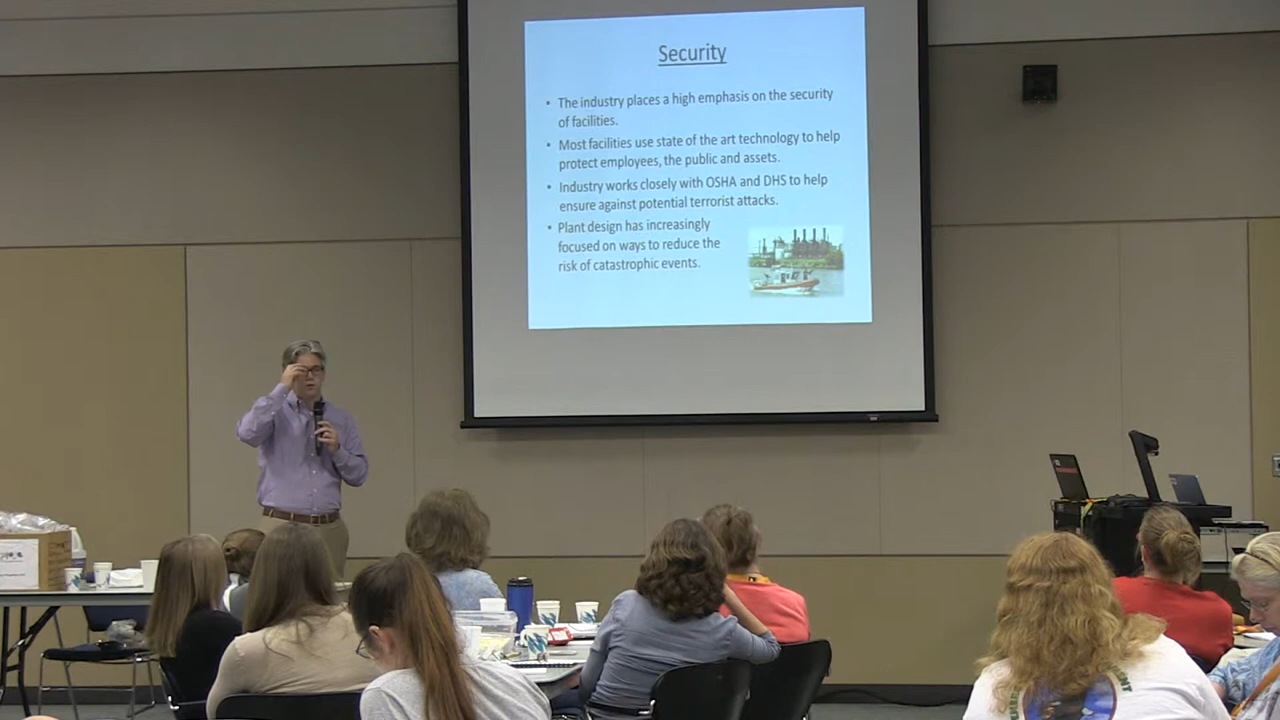 Security
• The industry places a high emphasis on the security
of facilities.
• Most facilities use state of the art technology to help
protect employees, the public and assets.
• Industry works closely with OSHA and DHS to help
ensure against potential terrorist attacks.
• Plant design has increasingly
focused on ways to reduce the
risk of catastrophic events.